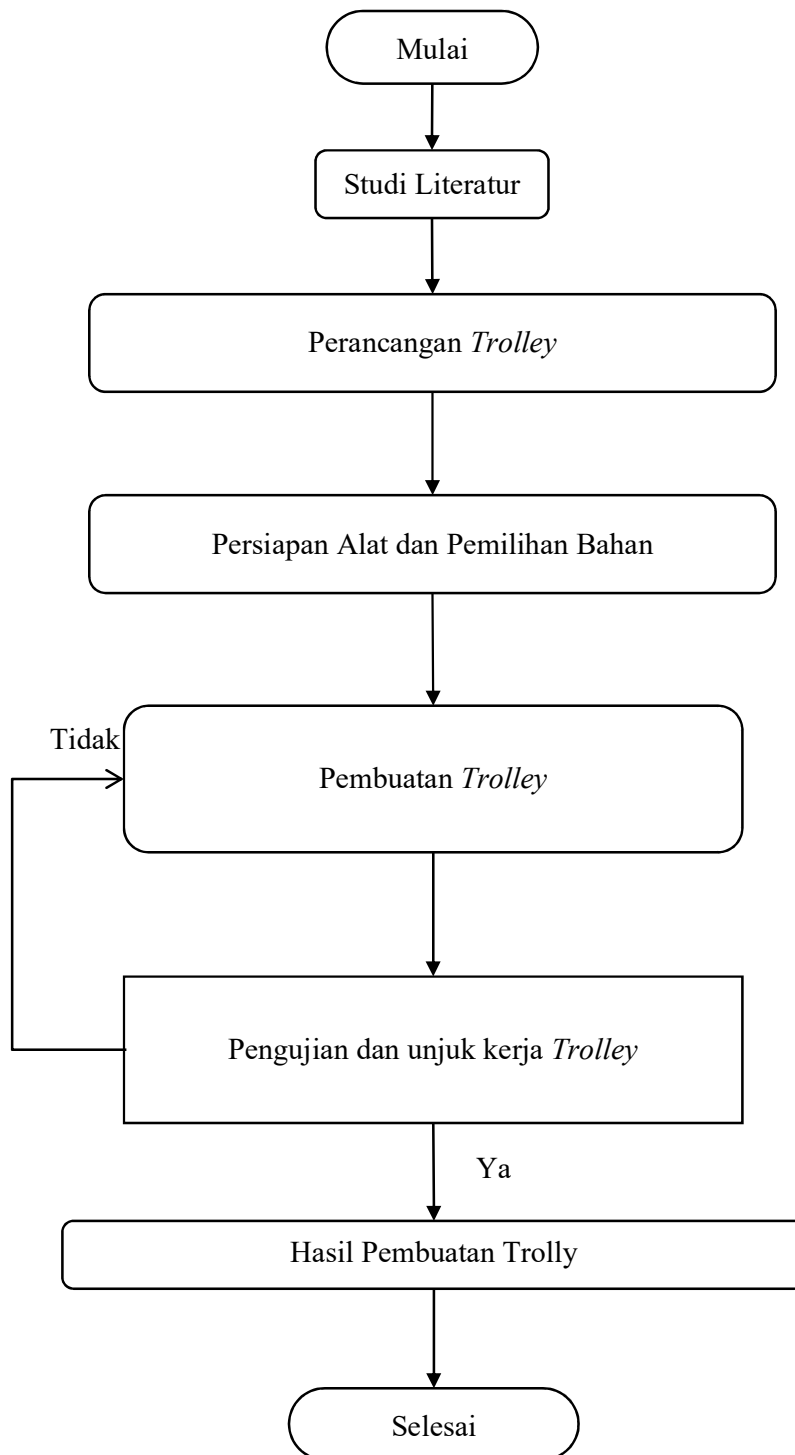 Mulai
Studi Literatur
Perancangan Trolley
Persiapan Alat dan Pemilihan Bahan
Tidak
Pembuatan Trolley
Pengujian dan unjuk kerja Trolley
Ya
Hasil Pembuatan Trolly
Selesai